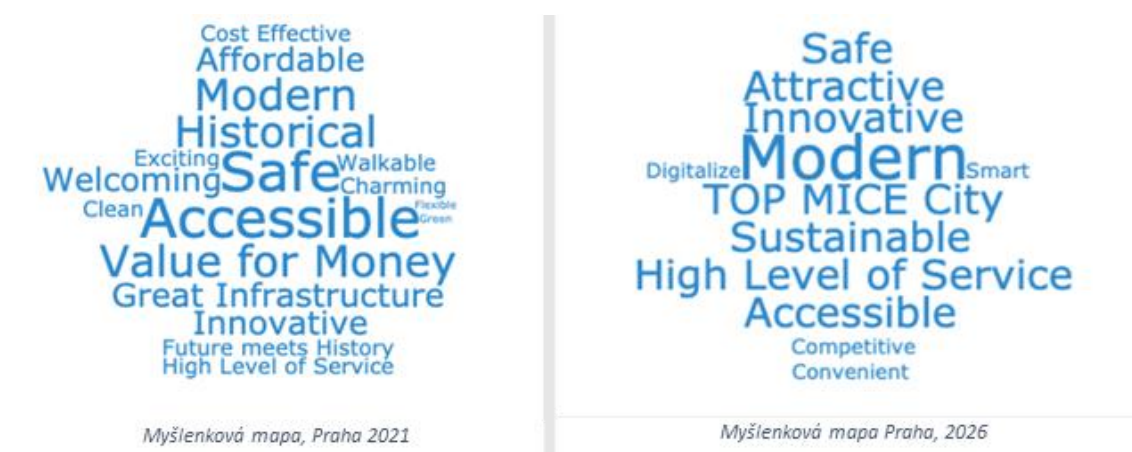 Cost Effective
Affordable
Modern
Historical
Exciting Safe Walkable
Welcoming Charming
Clean Accessible Flexible
Green
Value for Money
Great Infrastructure
Innovative
Future meets History
High Level of Service
Myšlenková mapa, Praha 2021
Safe
Attractive
Innovative
Digitalize Modern Smart
TOP MICE City
Sustainable
High Level of Service
Accessible
Competitive
Convenient
Myšlenková mapa Praha, 2026